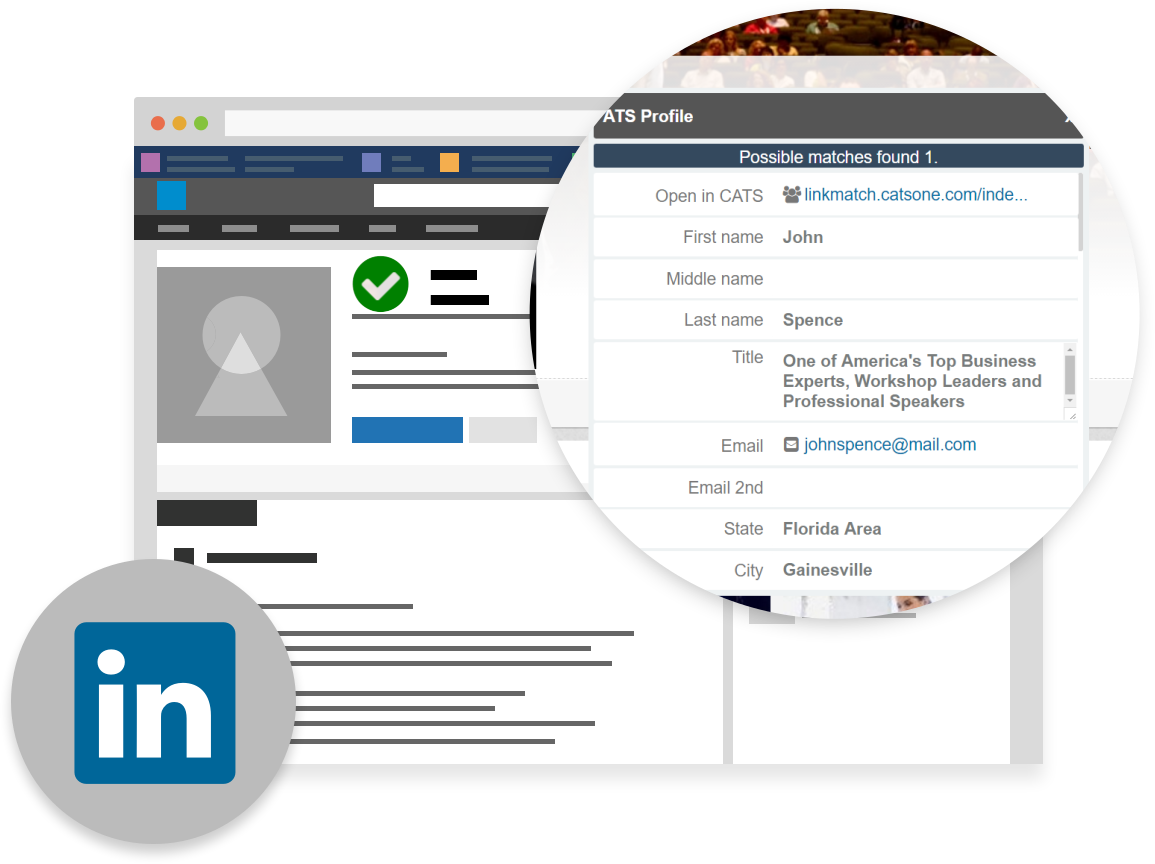 ATS Profile
Possible matches found 1.
Open in CATS linkmatch.catsone.com/inde...
First name John
Middle name
Last name Spence
Title One of America's Top Business
Experts, Workshop Leaders and
Professional Speakers
Email johnspence@mail.com
Email 2nd
State Florida Area
City Gainesville
in